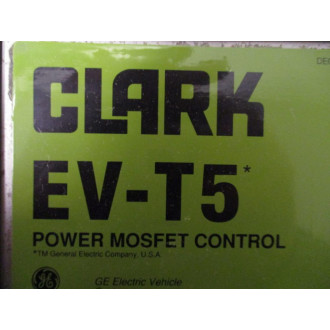 CLARK
EV-T5*
POWER MOSFET CONTROL
*TM General Electric Company, U.S.A.
GE Electric Vehicle